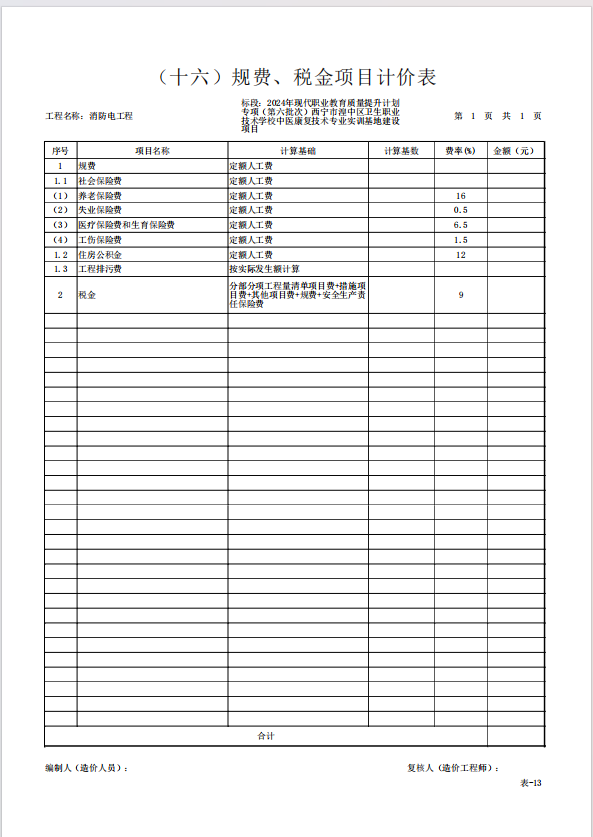 （十六）规费、税金项目计价表
工程名称：消防电工程
标段：2024年现代职业教育质量提升计划
专项（第六批次）西宁市湟中区卫生职业
技术学校中医康复技术专业实训基地建设
项目
第 1 页 共 1 页
序号 项目名称 计算基础 计算基数 费率(%) 金额（元）
1 规费 定额人工费
1.1 社会保险费 定额人工费
（1） 养老保险费 定额人工费 16
（2） 失业保险费 定额人工费 0.5
（3） 医疗保险费和生育保险费 定额人工费 6.5
（4） 工伤保险费 定额人工费 1.5
1.2 住房公积金 定额人工费 12
1.3 工程排污费 按实际发生额计算
2 税金 分部分项工程量清单项目费+措施项
目费+其他项目费+规费+安全生产责
任保险费 9
合计
编制人（造价人员）： 复核人（造价工程师）：
表-13